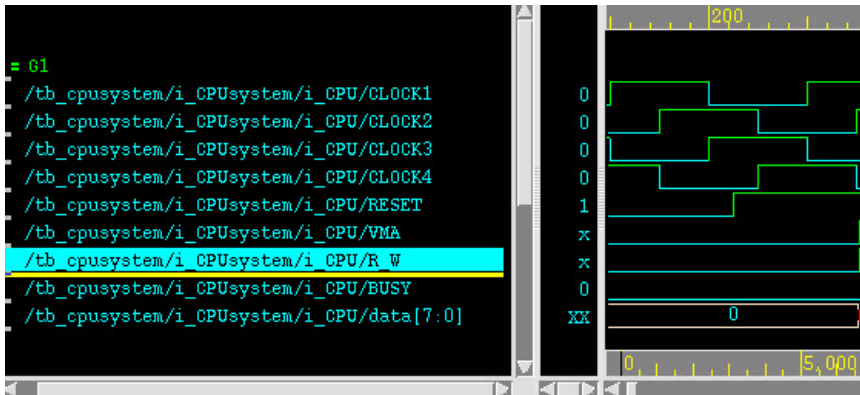 200
= G1
/tb_cpusystem/i_CPUsystem/i_CPU/CLOCK1 0
/tb_cpusystem/i_CPUsystem/i_CPU/CLOCK2 0
/tb_cpusystem/i_CPUsystem/i_CPU/CLOCK3 0
/tb_cpusystem/i_CPUsystem/i_CPU/CLOCK4 0
/tb_cpusystem/i_CPUsystem/i_CPU/RESET 1
/tb_cpusystem/i_CPUsystem/i_CPU/VMA x
/tb_cpusystem/i_CPUsystem/i_CPU/R_W x
/tb_cpusystem/i_CPUsystem/i_CPU/BUSY 0
/tb_cpusystem/i_CPUsystem/i_CPU/data[7:0] XX 0
0 5,000